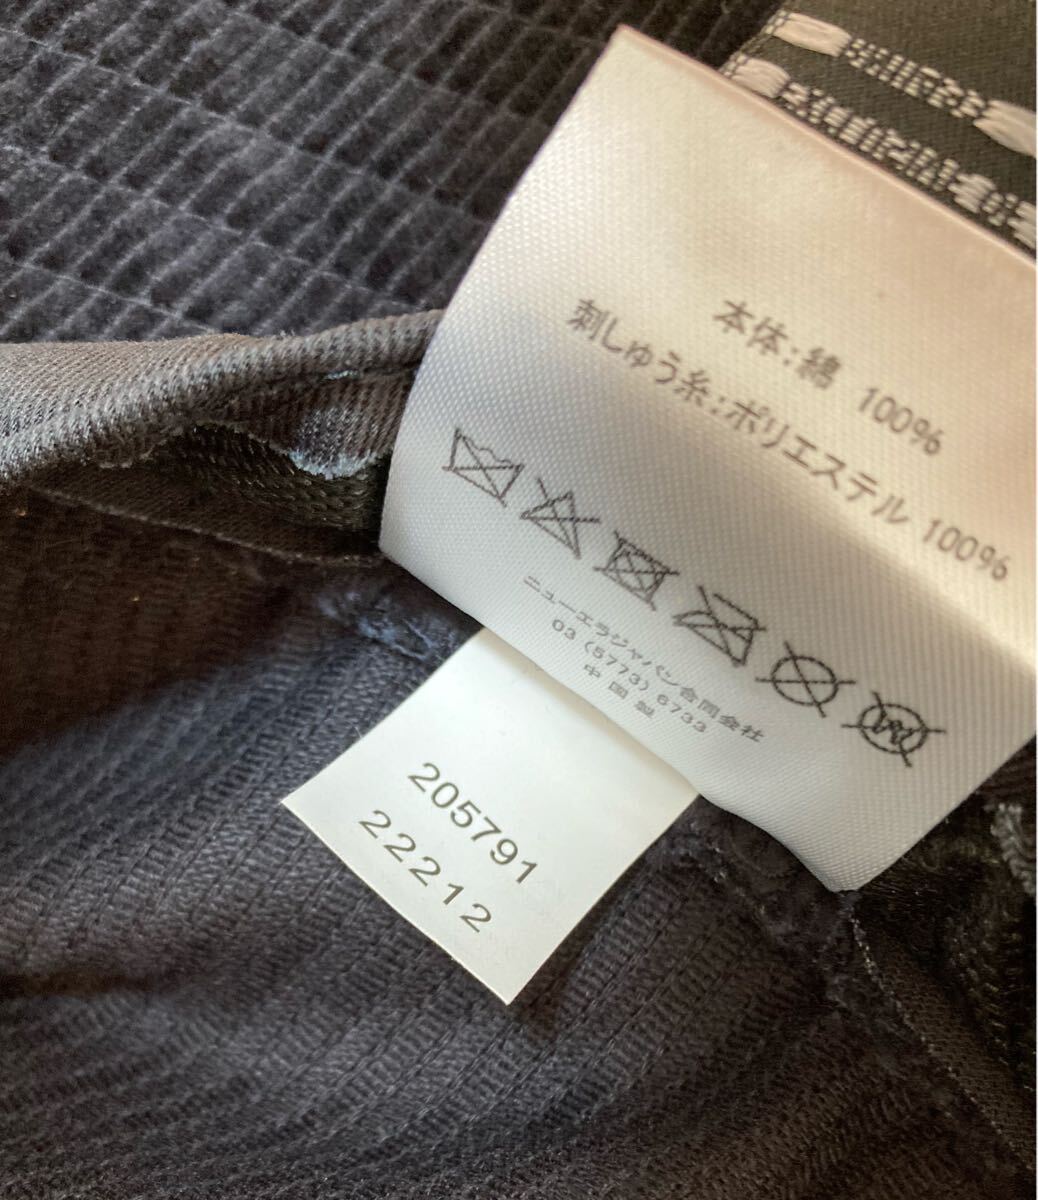 本体:綿 100%
刺しゅう糸:ポリエステル 100%
ニューエラジャパン合同会社
03 (5773) 6733
中国製
205791
22212